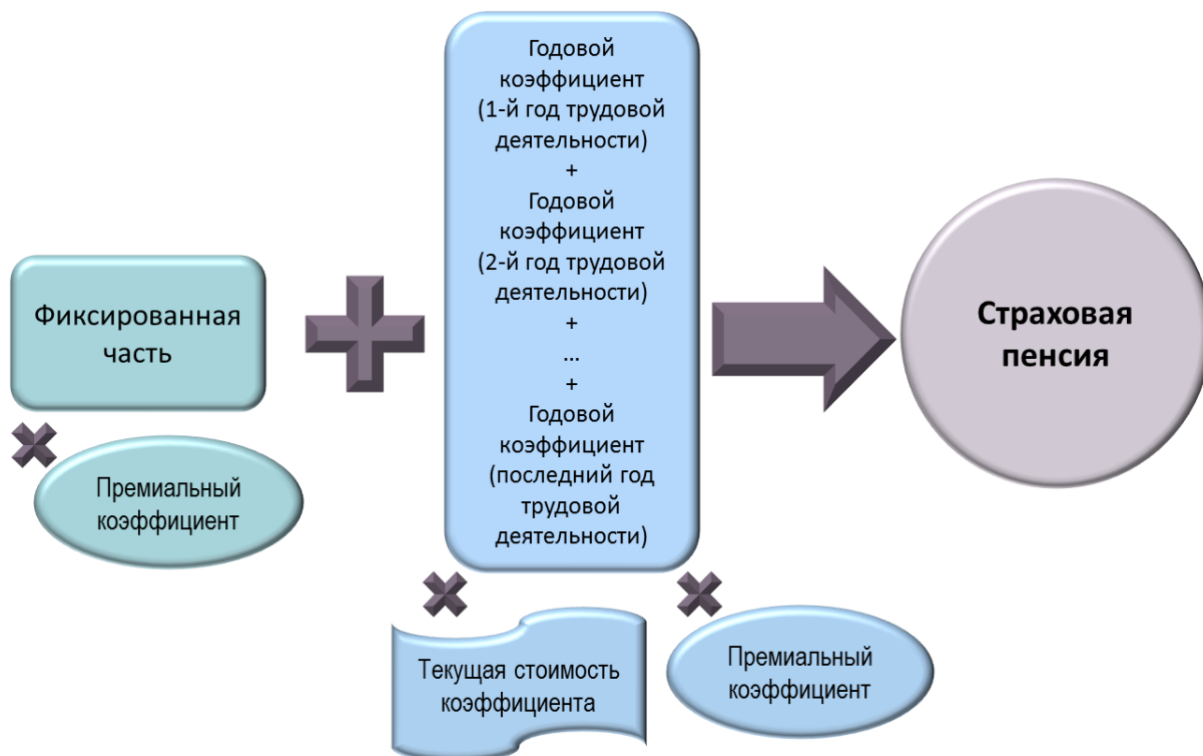 Фиксированная
часть
Премиальный
коэффициент
Годовой
коэффициент
(1-й год трудовой
деятельности)
+
Годовой
коэффициент
(2-й год трудовой
деятельности)
+
...
+
Годовой
коэффициент
(последний год
трудовой
деятельности)
Текущая стоимость
коэффициента
Премиальный
коэффициент
Страховая
пенсия